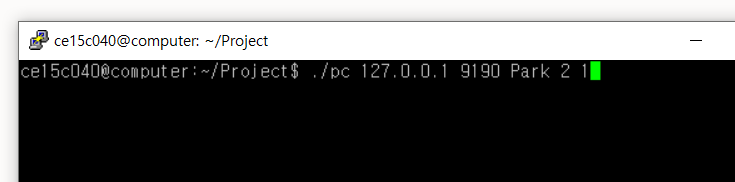 ce15c040@computer: ~/Project
ce15c040@computer:~/Project$ ./pc 127.0.0.1 9190 Park 2 1